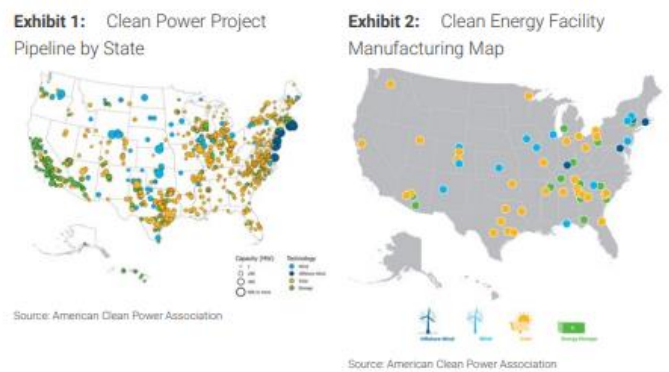 Exhibit 1: Clean Power Project
Pipeline by State
Capacity (MW)
Technology
Wind
Offshore Wind
Solar
Storage
Source: American Clean Power Association
Exhibit 2: Clean Energy Facility
Manufacturing Map
Offshore Wind
Wind
Solar
Energy Storage
Source: American Clean Power Association